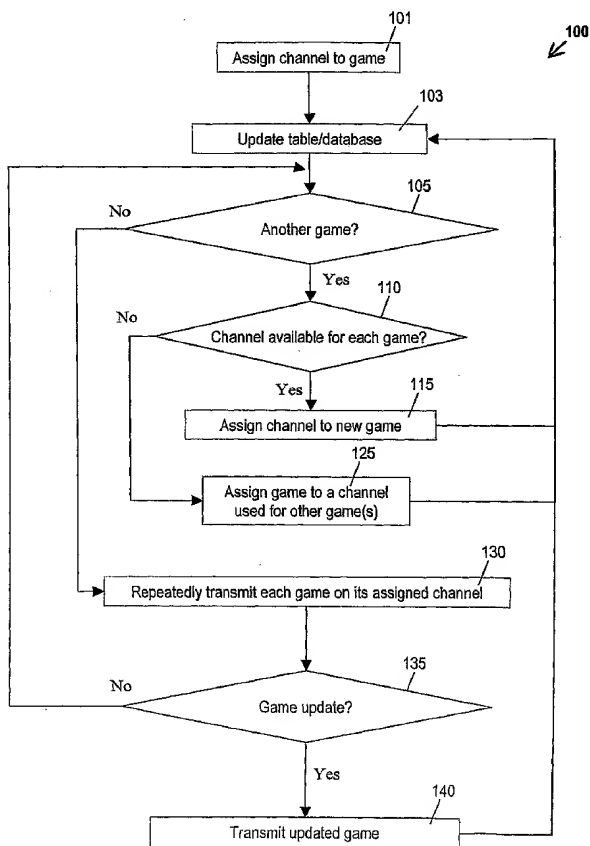 100
101
Assign channel to game
103
Update table/database
105
No
Another game?
Yes
110
No
Channel available for each game?
Yes
115
Assign channel to new game
125
Assign game to a channel
used for other game(s)
130
Repeatedly transmit each game on its assigned channel
135
No
Game update?
Yes
140
Transmit updated game